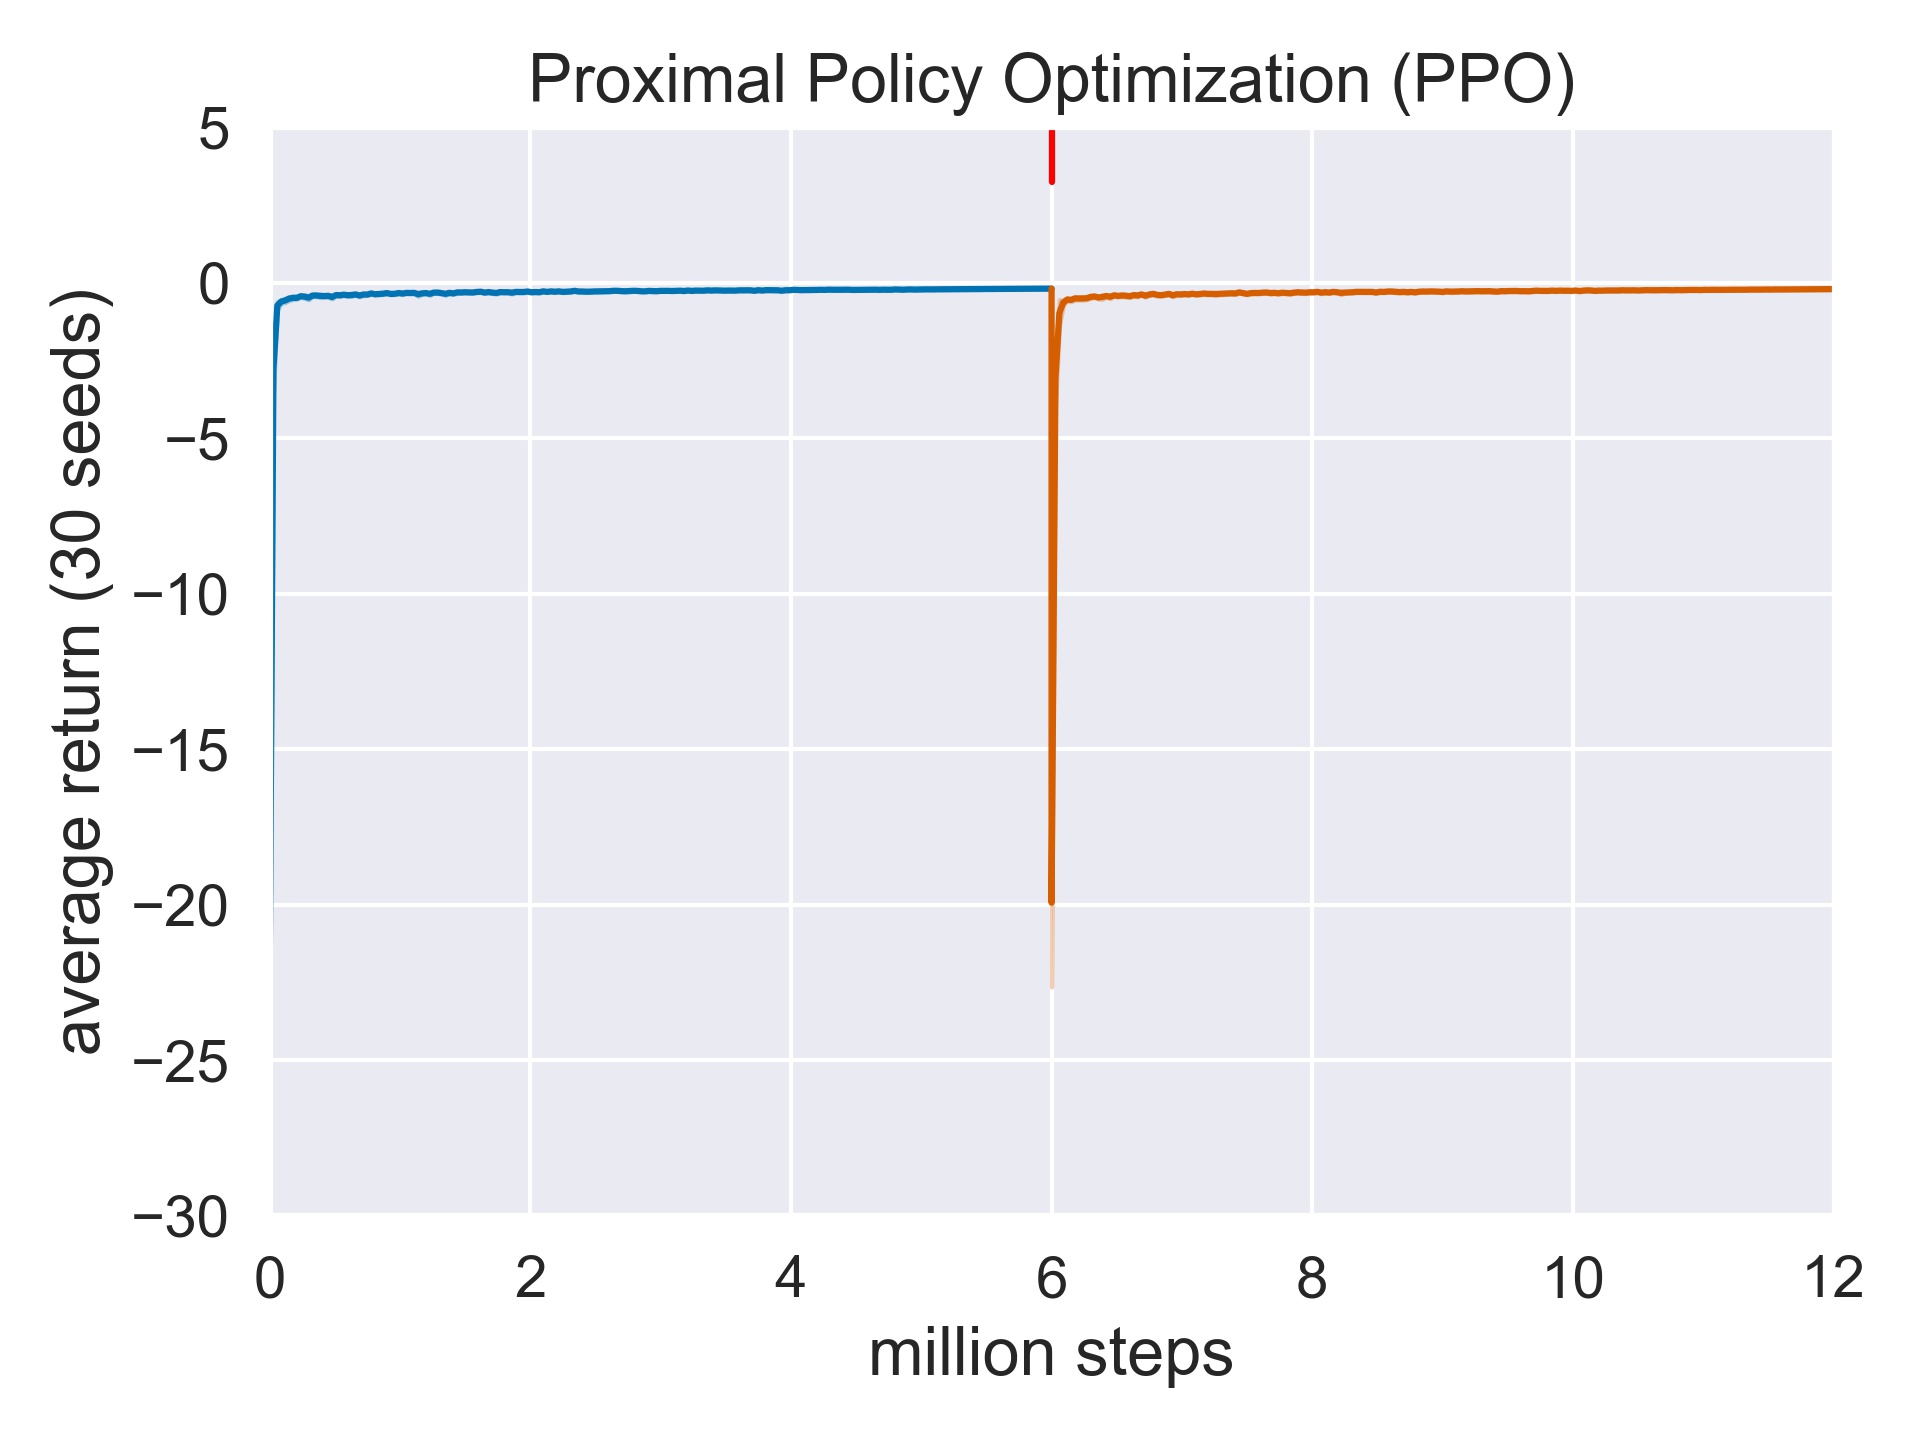 Proximal Policy Optimization (PPO)
average return (30 seeds)
5
0
−5
−10
−15
−20
−25
−30
0 2 4 6 8 10 12
million steps